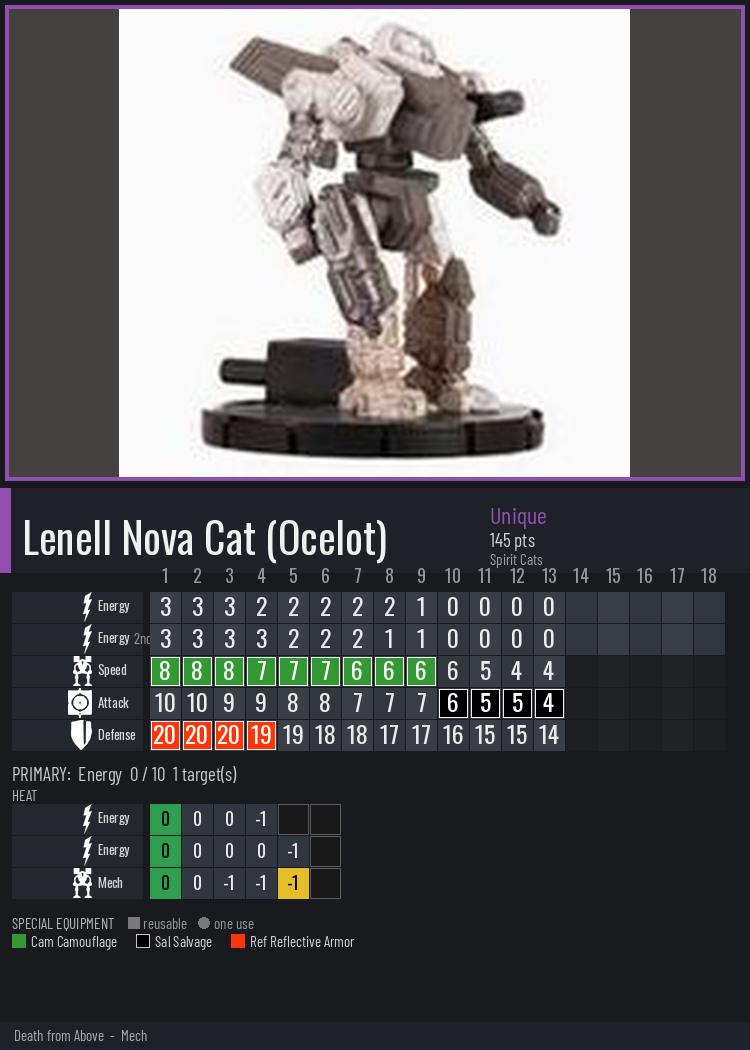 Lenell Nova Cat (Ocelot)
Unique
145 pts
Spirit Cats
1 2 3 4 5 6 7 8 9 10 11 12 13 14 15 16 17 18
Energy 3 3 3 2 2 2 2 2 1 0 0 0 0
Energy 2nd 3 3 3 3 2 2 2 1 1 0 0 0 0
Speed 8 8 8 7 7 7 6 6 6 6 5 4 4
Attack 10 10 9 9 8 8 7 7 7 6 5 5 4
Defense 20 20 20 19 19 18 18 17 17 16 15 15 14
PRIMARY: Energy 0 / 10 1 target(s)
HEAT
Energy 0 0 0 -1
Energy 0 0 0 0 -1
Mech 0 0 -1 -1 -1
SPECIAL EQUIPMENT reusable one use
Cam Camouflage Sal Salvage Ref Reflective Armor
Death from Above - Mech